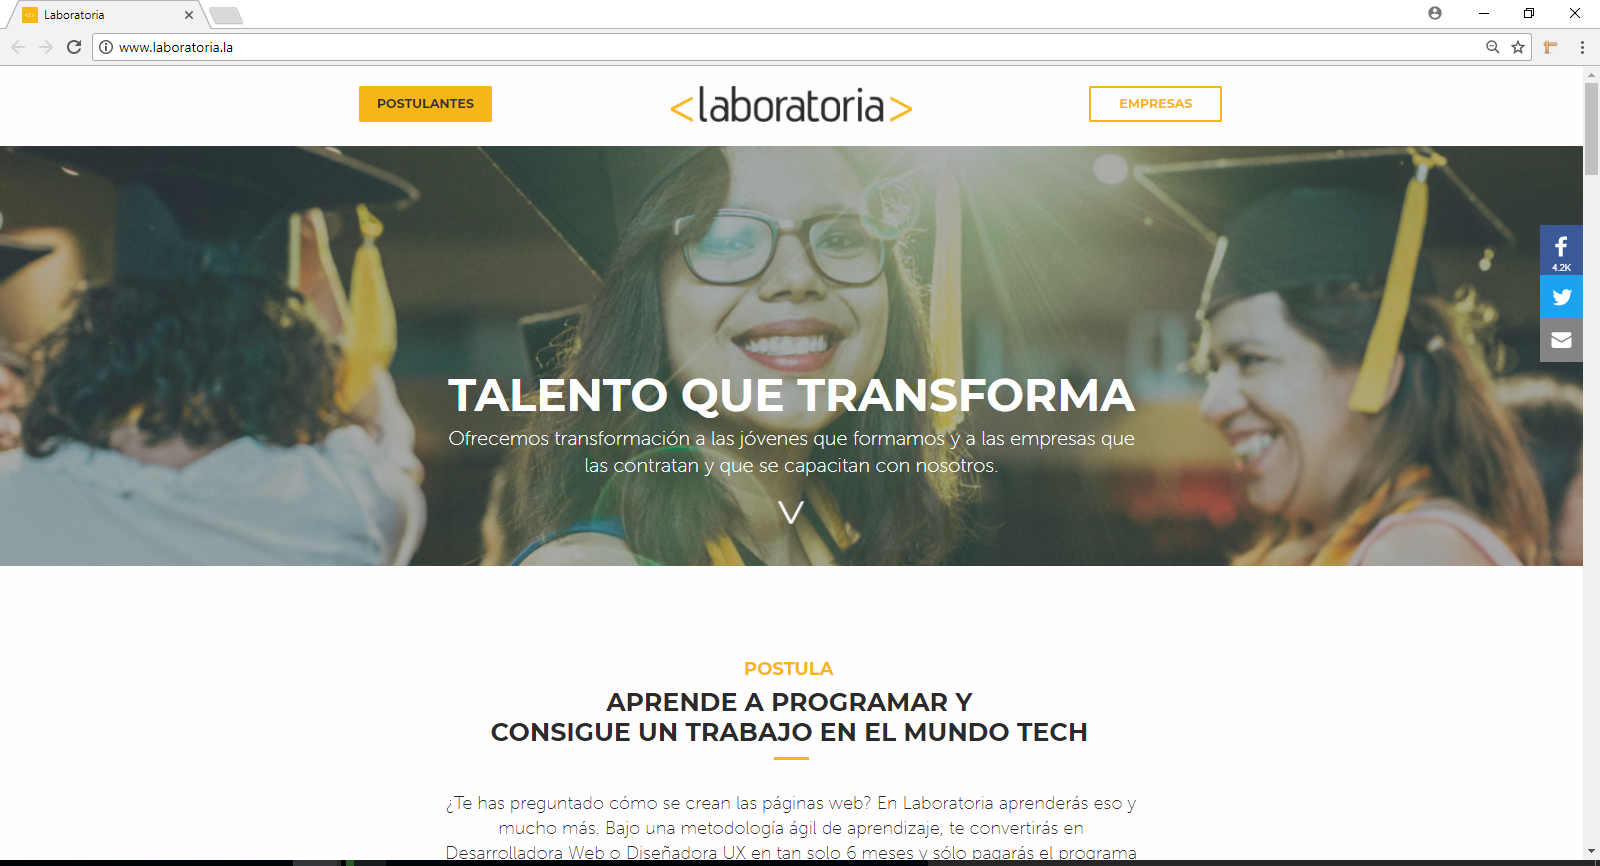 Laboratoria
www.laboratoria.la
POSTULANTES
<laboratoria>
EMPRESAS
4.2K
TALENTO QUE TRANSFORMA
Ofrecemos transformación a las jóvenes que formamos y a las empresas que
las contratan y que se capacitan con nosotros.
POSTULA
APRENDE A PROGRAMAR Y
CONSIGUE UN TRABAJO EN EL MUNDO TECH
¿Te has preguntado cómo se crean las páginas web? En Laboratoria aprenderás eso y
mucho más. Bajo una metodología ágil de aprendizaje, te convertirás en
Desarrolladora Web o Diseñadora UX en tan solo 6 meses y sólo pagarás el programa